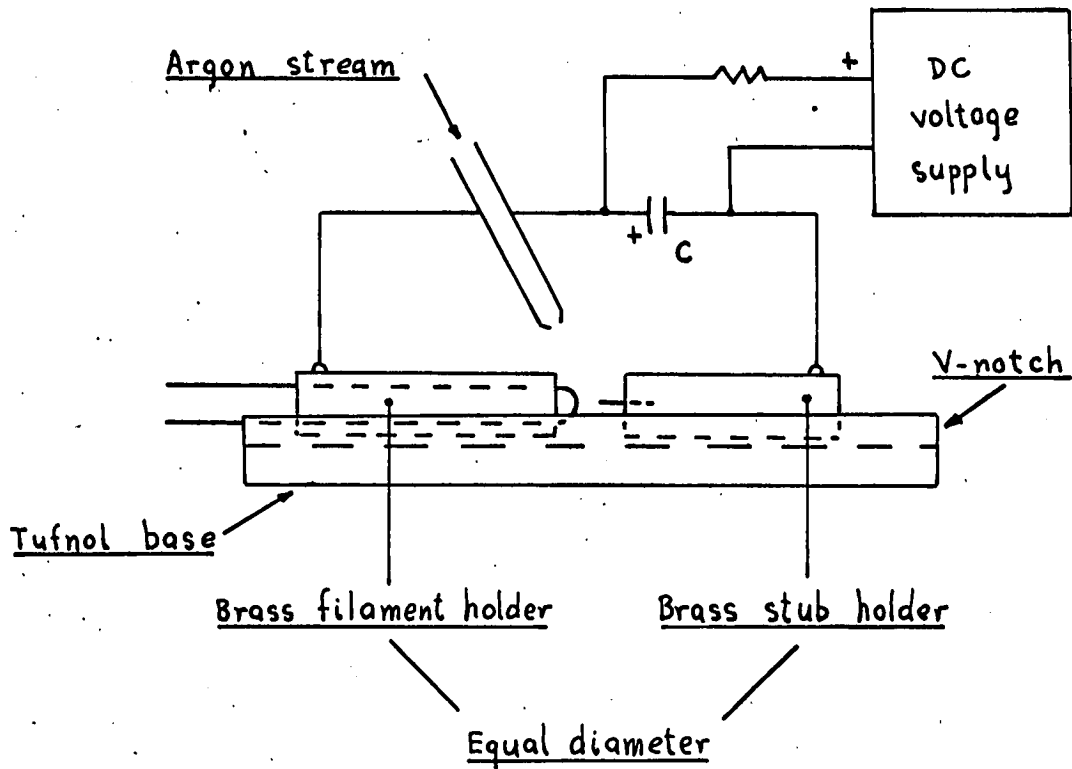 Argon stream
+
DC
voltage
supply
+
C
V-notch
Tufnol base
Brass filament holder
Brass stub holder
Equal diameter